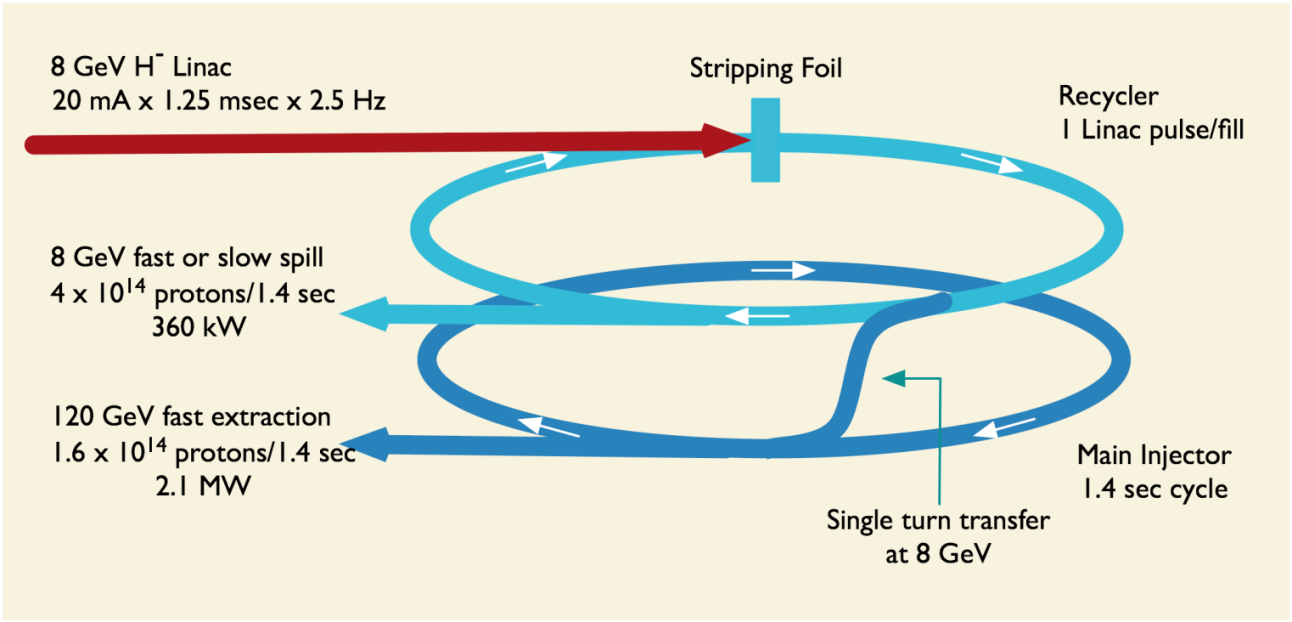 8 GeV H⁻ Linac
20 mA x 1.25 msec x 2.5 Hz
Stripping Foil
Recycler
1 Linac pulse/fill
8 GeV fast or slow spill
4 x 10¹⁴ protons/1.4 sec
360 kW
120 GeV fast extraction
1.6 x 10¹⁴ protons/1.4 sec
2.1 MW
Main Injector
1.4 sec cycle
Single turn transfer
at 8 GeV